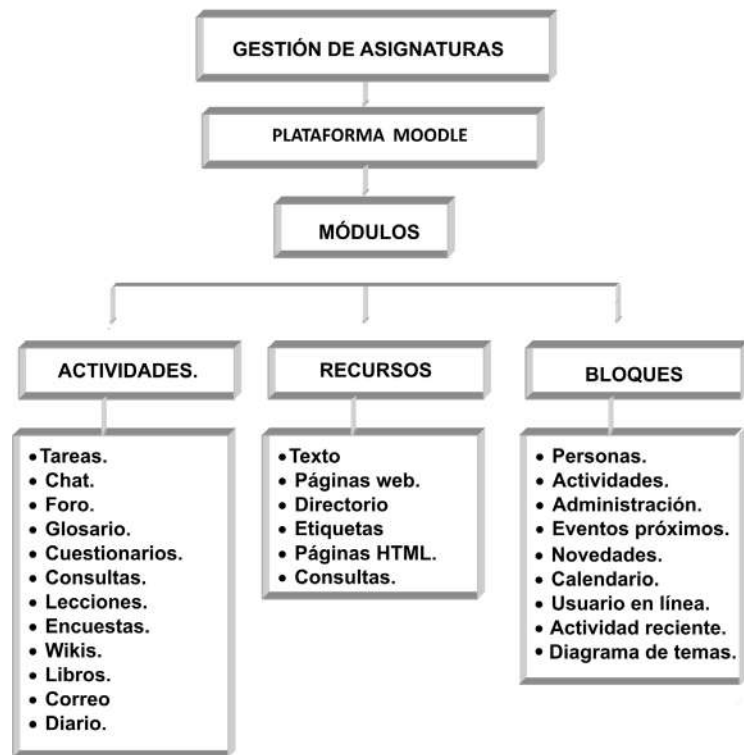 GESTIÓN DE ASIGNATURAS
PLATAFORMA MOODLE
MÓDULOS
ACTIVIDADES.
• Tareas.
• Chat.
• Foro.
• Glosario.
• Cuestionarios.
• Consultas.
• Lecciones.
• Encuestas.
• Wikis.
• Libros.
• Correo
• Diario.
RECURSOS
• Texto
• Páginas web.
• Directorio
• Etiquetas
• Páginas HTML.
• Consultas.
BLOQUES
• Personas.
• Actividades.
• Administración.
• Eventos próximos.
• Novedades.
• Calendario.
• Usuario en línea.
• Actividad reciente.
• Diagrama de temas.